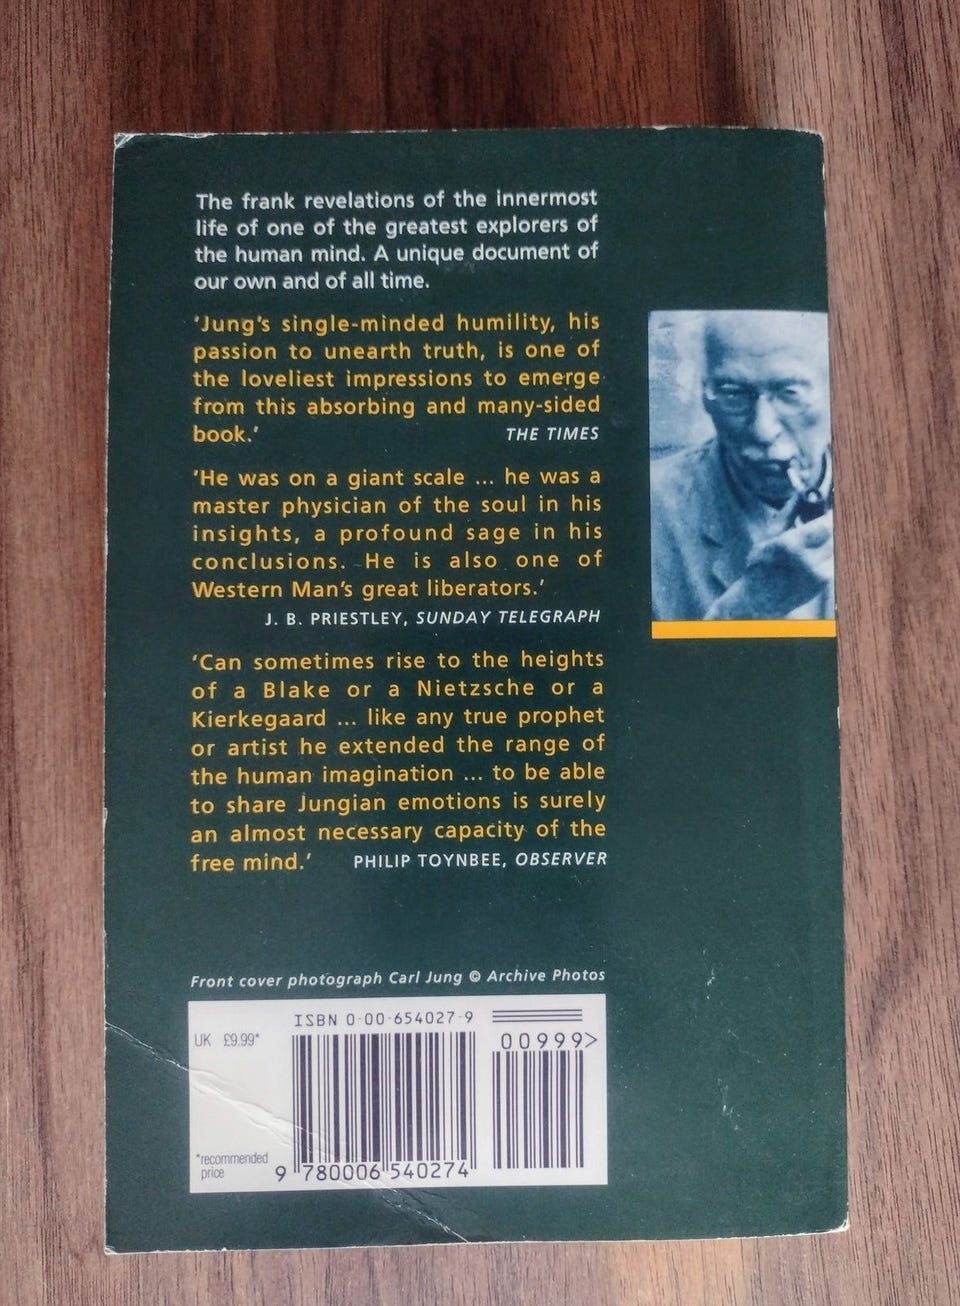 The frank revelations of the innermost
life of one of the greatest explorers of
the human mind. A unique document of
our own and of all time.
'Jung's single-minded humility, his
passion to unearth truth, is one of
the loveliest impressions to emerge
from this absorbing and many-sided
book.' THE TIMES
'He was on a giant scale ... he was a
master physician of the soul in his
insights, a profound sage in his
conclusions. He is also one of
Western Man's great liberators.'
J. B. PRIESTLEY, SUNDAY TELEGRAPH
'Can sometimes rise to the heights
of a Blake or a Nietzsche or a
Kierkegaard ... like any true prophet
or artist he extended the range of
the human imagination ... to be able
to share Jungian emotions is surely
an almost necessary capacity of the
free mind.' PHILIP TOYNBEE, OBSERVER
Front cover photograph Carl Jung © Archive Photos
ISBN 0-00-654027-9
UK £9.99*
00999>
*recommended
price
9 780006 540274